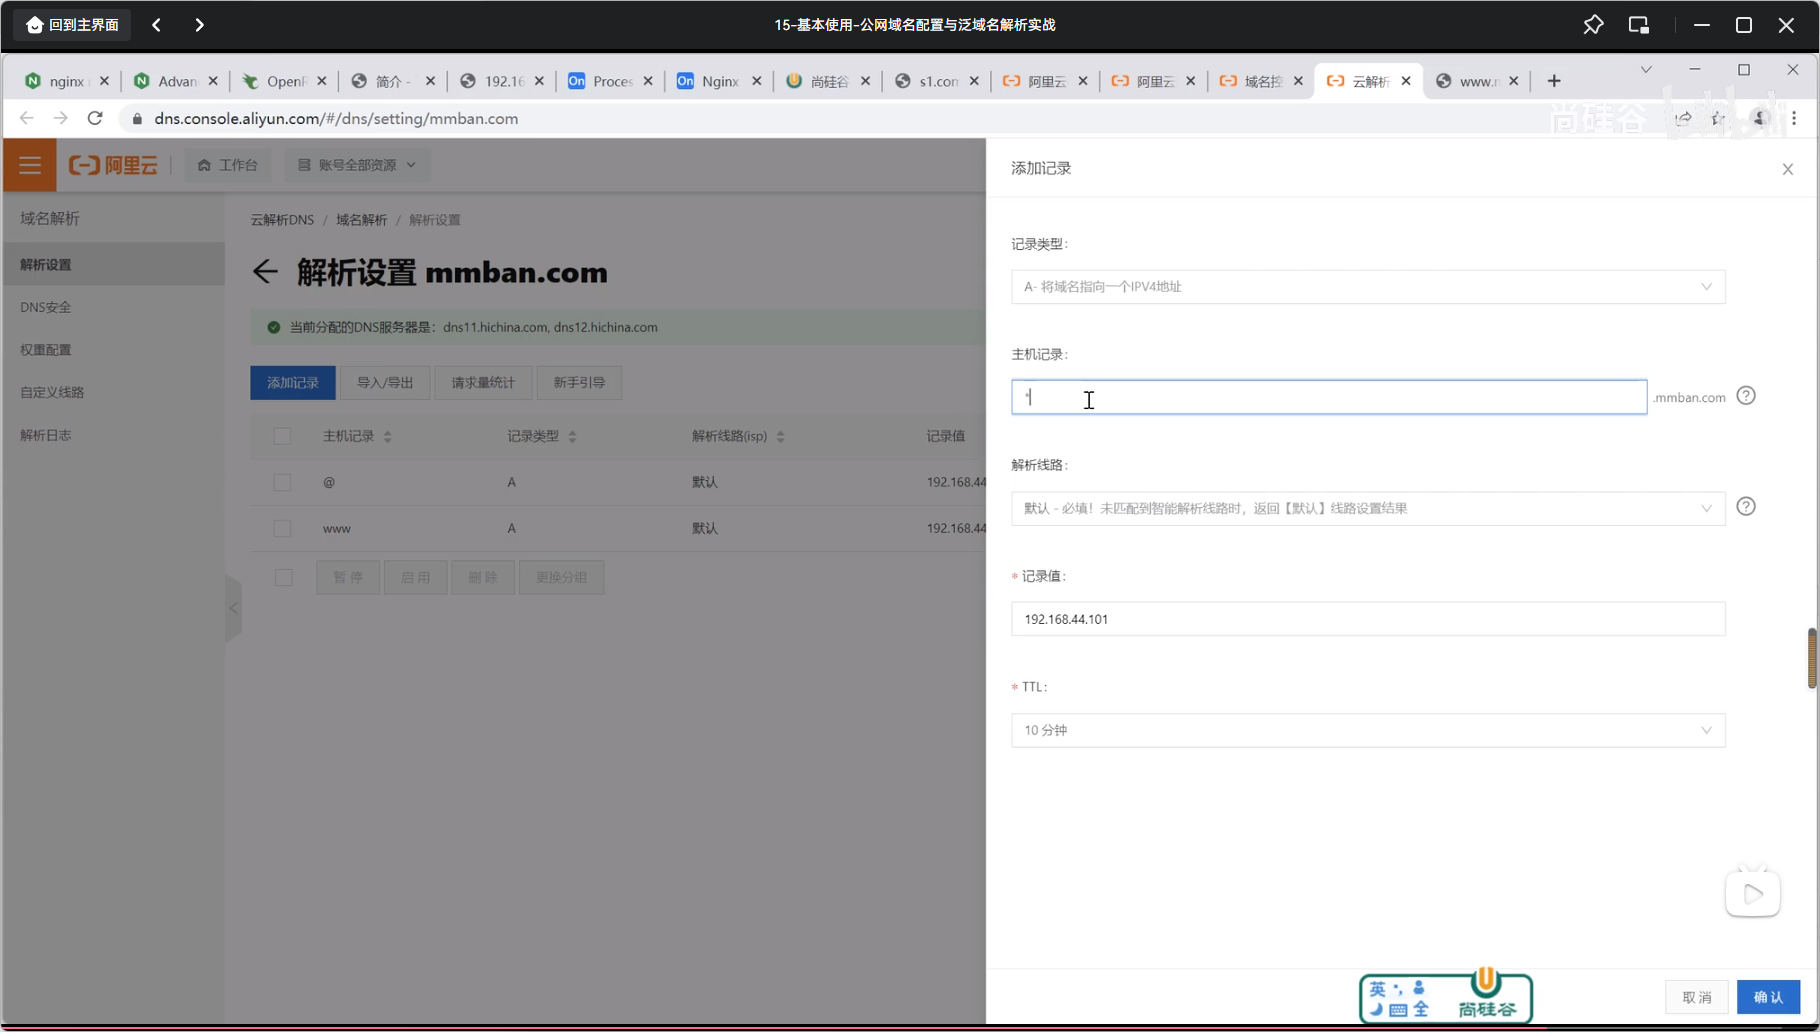 回到主界面
15-基本使用-公网域名配置与泛域名解析实战
nginx
Advan
OpenR
简介 -
192.16
Proces
Nginx
尚硅谷
s1.com
阿里云
阿里云
域名控
云解析
www.
dns.console.aliyun.com/#/dns/setting/mmban.com
尚硅谷
阿里云
工作台
账号全部资源
添加记录
域名解析
解析设置
DNS安全
权重配置
自定义线路
解析日志
云解析DNS / 域名解析 / 解析设置
解析设置 mmban.com
当前分配的DNS服务器是: dns11.hichina.com, dns12.hichina.com
添加记录 导入/导出 请求量统计 新手引导
主机记录 记录类型 解析线路(isp) 记录值
@ A 默认 192.168.44
www A 默认 192.168.44
暂 停 启 用 删 除 更换分组
记录类型:
A- 将域名指向一个IPV4地址
主机记录:
*
.mmban.com
解析线路:
默认 - 必填！未匹配到智能解析线路时，返回【默认】线路设置结果
* 记录值:
192.168.44.101
* TTL:
10 分钟
英
全
尚硅谷
取 消
确 认